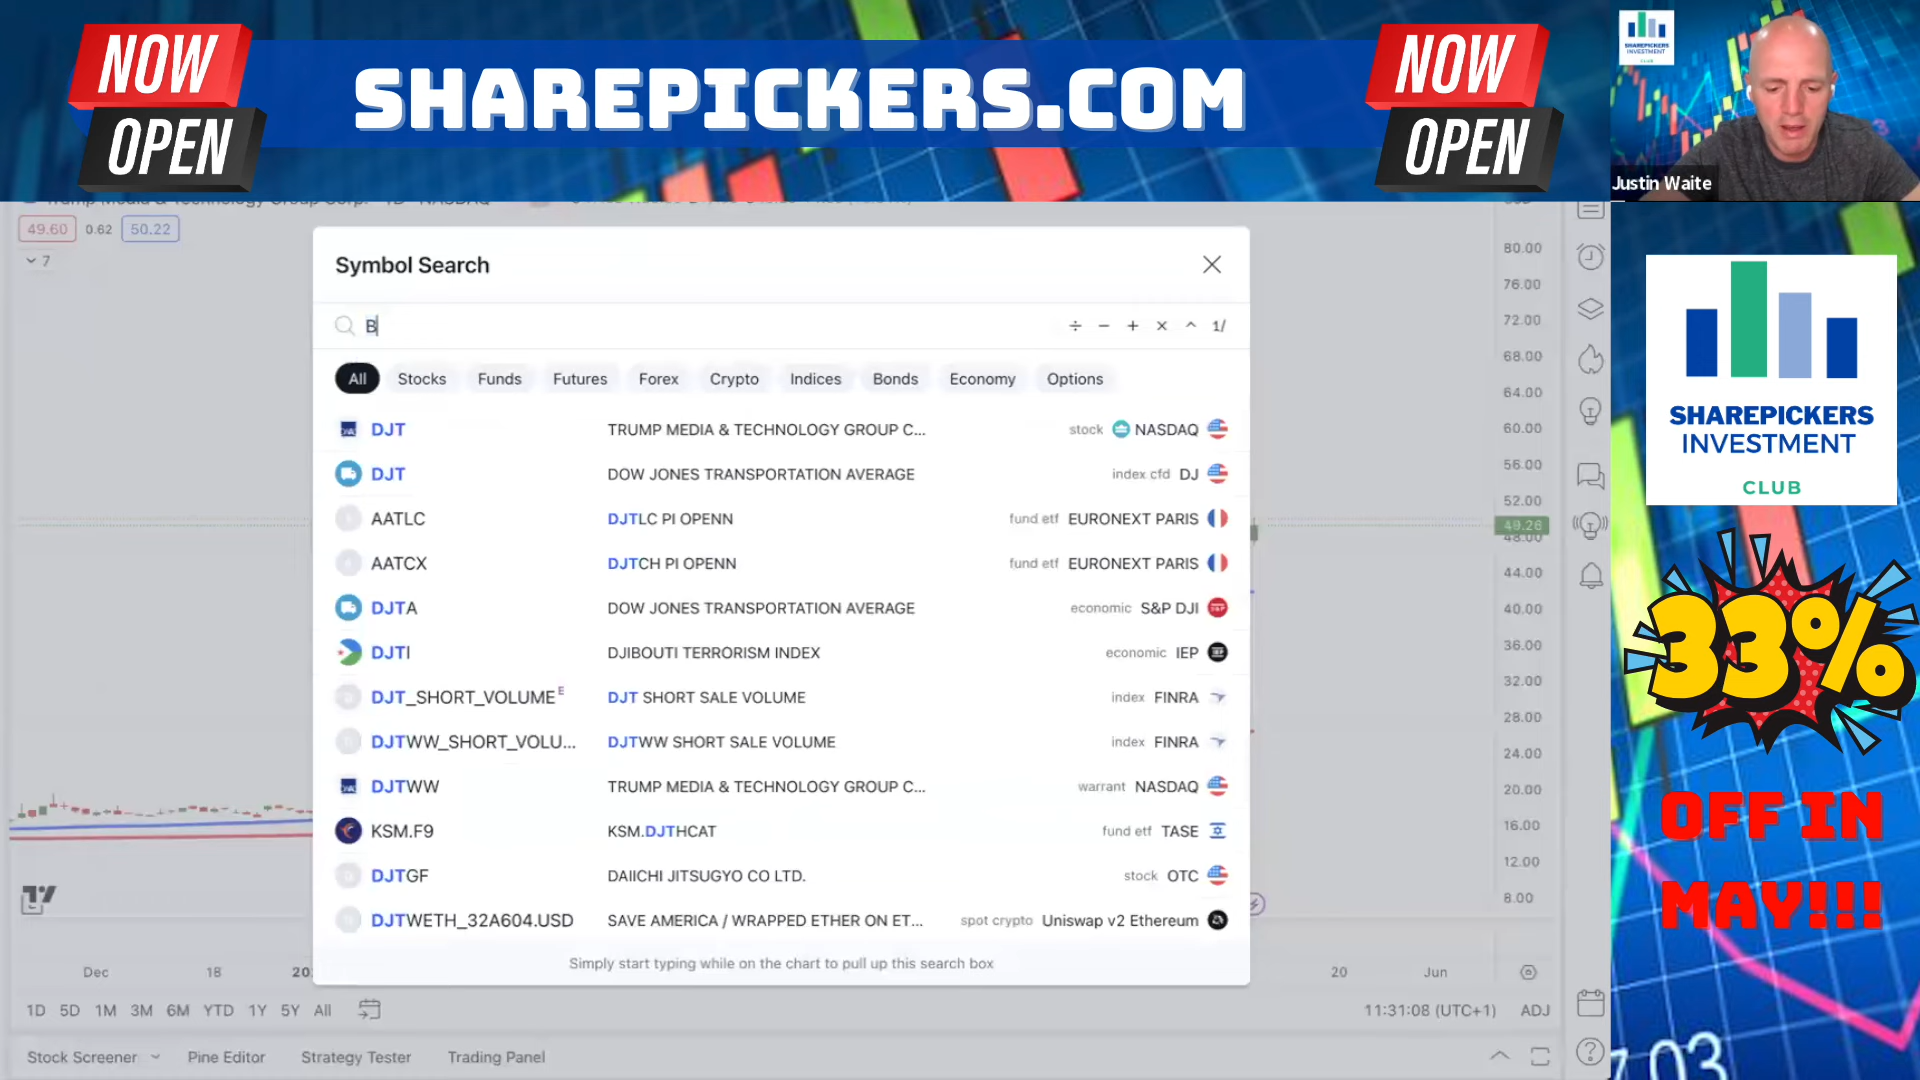 NOW
OPEN
SHAREPICKERS.COM
NOW
OPEN
SHAREPICKERS
INVESTMENT
CLUB
Justin Waite
49.60 0.62 50.22
7
Symbol Search
B
÷ − + × ^ 1/
All Stocks Funds Futures Forex Crypto Indices Bonds Economy Options
DJT TRUMP MEDIA & TECHNOLOGY GROUP C... stock NASDAQ
DJT DOW JONES TRANSPORTATION AVERAGE index cfd DJ
AATLC DJTLC PI OPENN fund etf EURONEXT PARIS
AATCX DJTCH PI OPENN fund etf EURONEXT PARIS
DJTA DOW JONES TRANSPORTATION AVERAGE economic S&P DJI
DJTI DJIBOUTI TERRORISM INDEX economic IEP
DJT_SHORT_VOLUME E DJT SHORT SALE VOLUME index FINRA
DJTWW_SHORT_VOLU... DJTWW SHORT SALE VOLUME index FINRA
DJTWW TRUMP MEDIA & TECHNOLOGY GROUP C... warrant NASDAQ
KSM.F9 KSM.DJTHCAT fund etf TASE
DJTGF DAIICHI JITSUGYO CO LTD. stock OTC
DJTWETH_32A604.USD SAVE AMERICA / WRAPPED ETHER ON ET... spot crypto Uniswap v2 Ethereum
Simply start typing while on the chart to pull up this search box
80.00
76.00
72.00
68.00
64.00
60.00
56.00
52.00
49.26
48.00
44.00
40.00
36.00
32.00
28.00
24.00
20.00
16.00
12.00
8.00
Dec 18 20 20 Jun
1D 5D 1M 3M 6M YTD 1Y 5Y All
11:31:08 (UTC+1) ADJ
Stock Screener Pine Editor Strategy Tester Trading Panel
SHAREPICKERS
INVESTMENT
CLUB
33%
OFF IN
MAY!!!
7.03